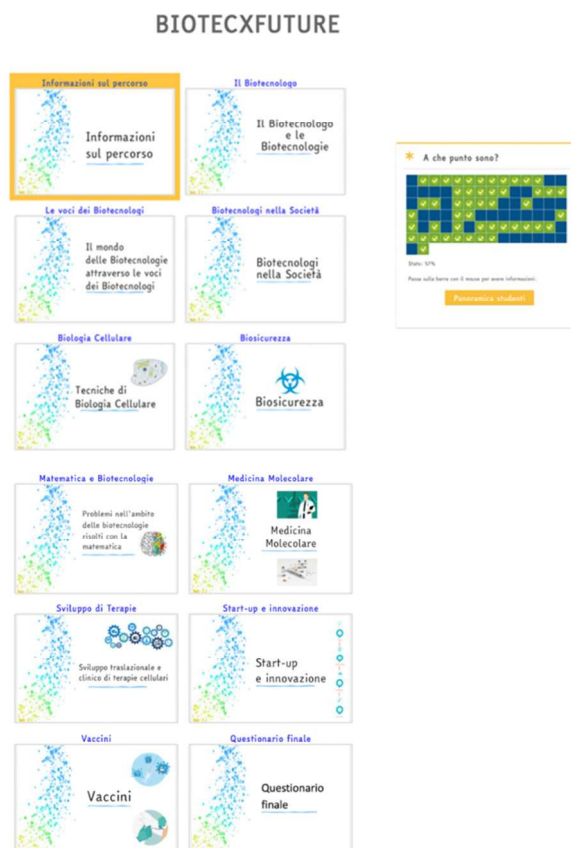 BIOTECXFUTURE
Informazioni sul percorso
Informazioni
sul percorso
Il Biotecnologo
Il Biotecnologo
e le
Biotecnologie
Le voci dei Biotecnologi
Il mondo
delle Biotecnologie
attraverso le voci
dei Biotecnologi
Biotecnologi nella Società
Biotecnologi
nella Società
Biologia Cellulare
Tecniche di
Biologia Cellulare
Biosicurezza
Biosicurezza
Matematica e Biotecnologie
Problemi nell'ambito
delle biotecnologie
risolti con la
matematica
Medicina Molecolare
Medicina
Molecolare
Sviluppo di Terapie
Sviluppo traslazionale e
clinico di terapie cellulari
Start-up e innovazione
Start-up
e innovazione
Vaccini
Vaccini
Questionario finale
Questionario
finale
A che punto sono?
Stato: 57%
Passa sulla barra con il mouse per avere informazioni.
Panoramica studenti